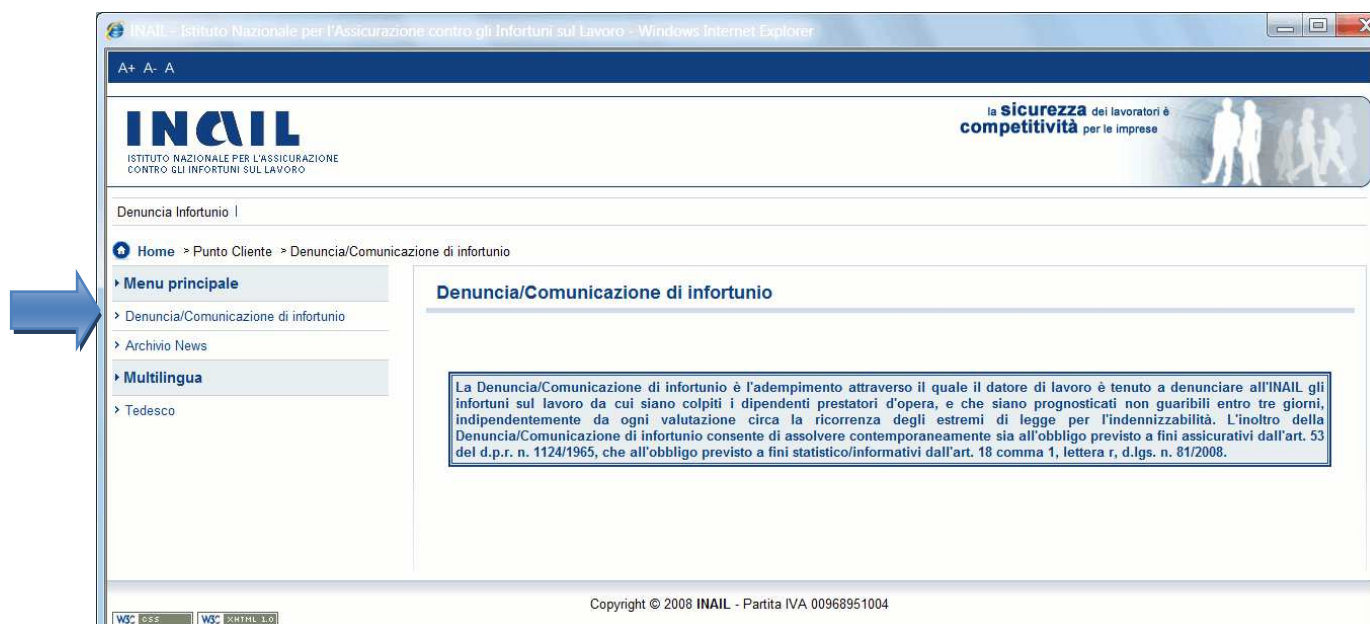 INAIL - Istituto Nazionale per l'Assicurazione contro gli Infortuni sul Lavoro - Windows Internet Explorer
A+ A- A
INAIL
ISTITUTO NAZIONALE PER L'ASSICURAZIONE
CONTRO GLI INFORTUNI SUL LAVORO
la sicurezza dei lavoratori è
competitività per le imprese
Denuncia Infortunio |
Home > Punto Cliente > Denuncia/Comunicazione di infortunio
Menu principale
> Denuncia/Comunicazione di infortunio
> Archivio News
Multilingua
> Tedesco
Denuncia/Comunicazione di infortunio
La Denuncia/Comunicazione di infortunio è l'adempimento attraverso il quale il datore di lavoro è tenuto a denunciare all'INAIL gli
infortuni sul lavoro da cui siano colpiti i dipendenti prestatori d'opera, e che siano prognosticati non guaribili entro tre giorni,
indipendentemente da ogni valutazione circa la ricorrenza degli estremi di legge per l'indennizzabilità. L'inoltro della
Denuncia/Comunicazione di infortunio consente di assolvere contemporaneamente sia all'obbligo previsto a fini assicurativi dall'art. 53
del d.p.r. n. 1124/1965, che all'obbligo previsto a fini statistico/informativi dall'art. 18 comma 1, lettera r, d.lgs. n. 81/2008.
Copyright © 2008 INAIL - Partita IVA 00968951004
W3C CSS W3C XHTML 1.0